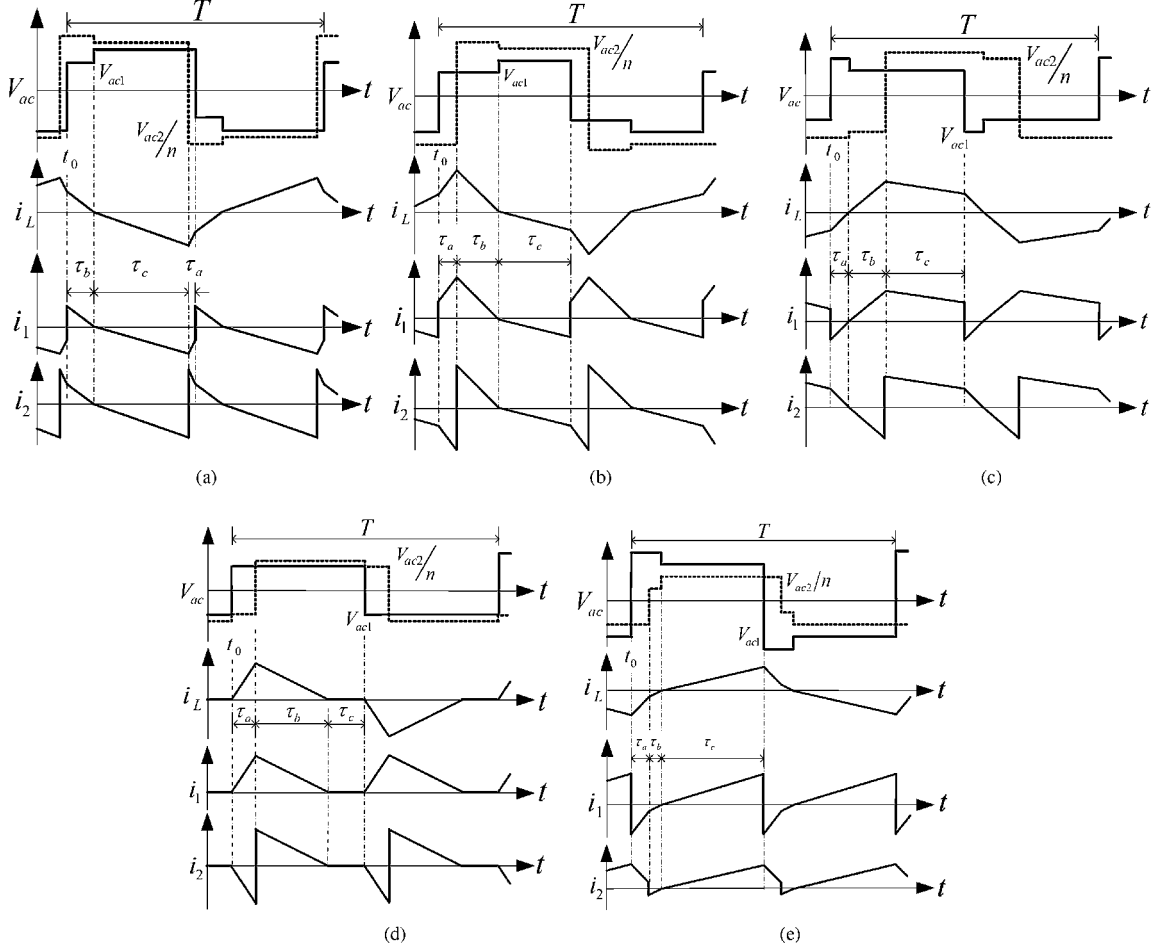 T
V_ac
V_ac1
V_ac2/n
t
t_0
i_L
t
τ_b
τ_c
τ_a
i_1
t
i_2
t
(a)
T
V_ac
V_ac1
V_ac2/n
t
t_0
i_L
t
τ_a
τ_b
τ_c
i_1
t
i_2
t
(b)
T
V_ac
V_ac2/n
V_ac1
t
t_0
i_L
t
τ_a
τ_b
τ_c
i_1
t
i_2
t
(c)
T
V_ac
V_ac2/n
V_ac1
t
t_0
i_L
t
τ_a
τ_b
τ_c
i_1
t
i_2
t
(d)
T
V_ac
V_ac2/n
V_ac1
t
t_0
i_L
t
τ_a
τ_b
τ_c
i_1
t
i_2
t
(e)